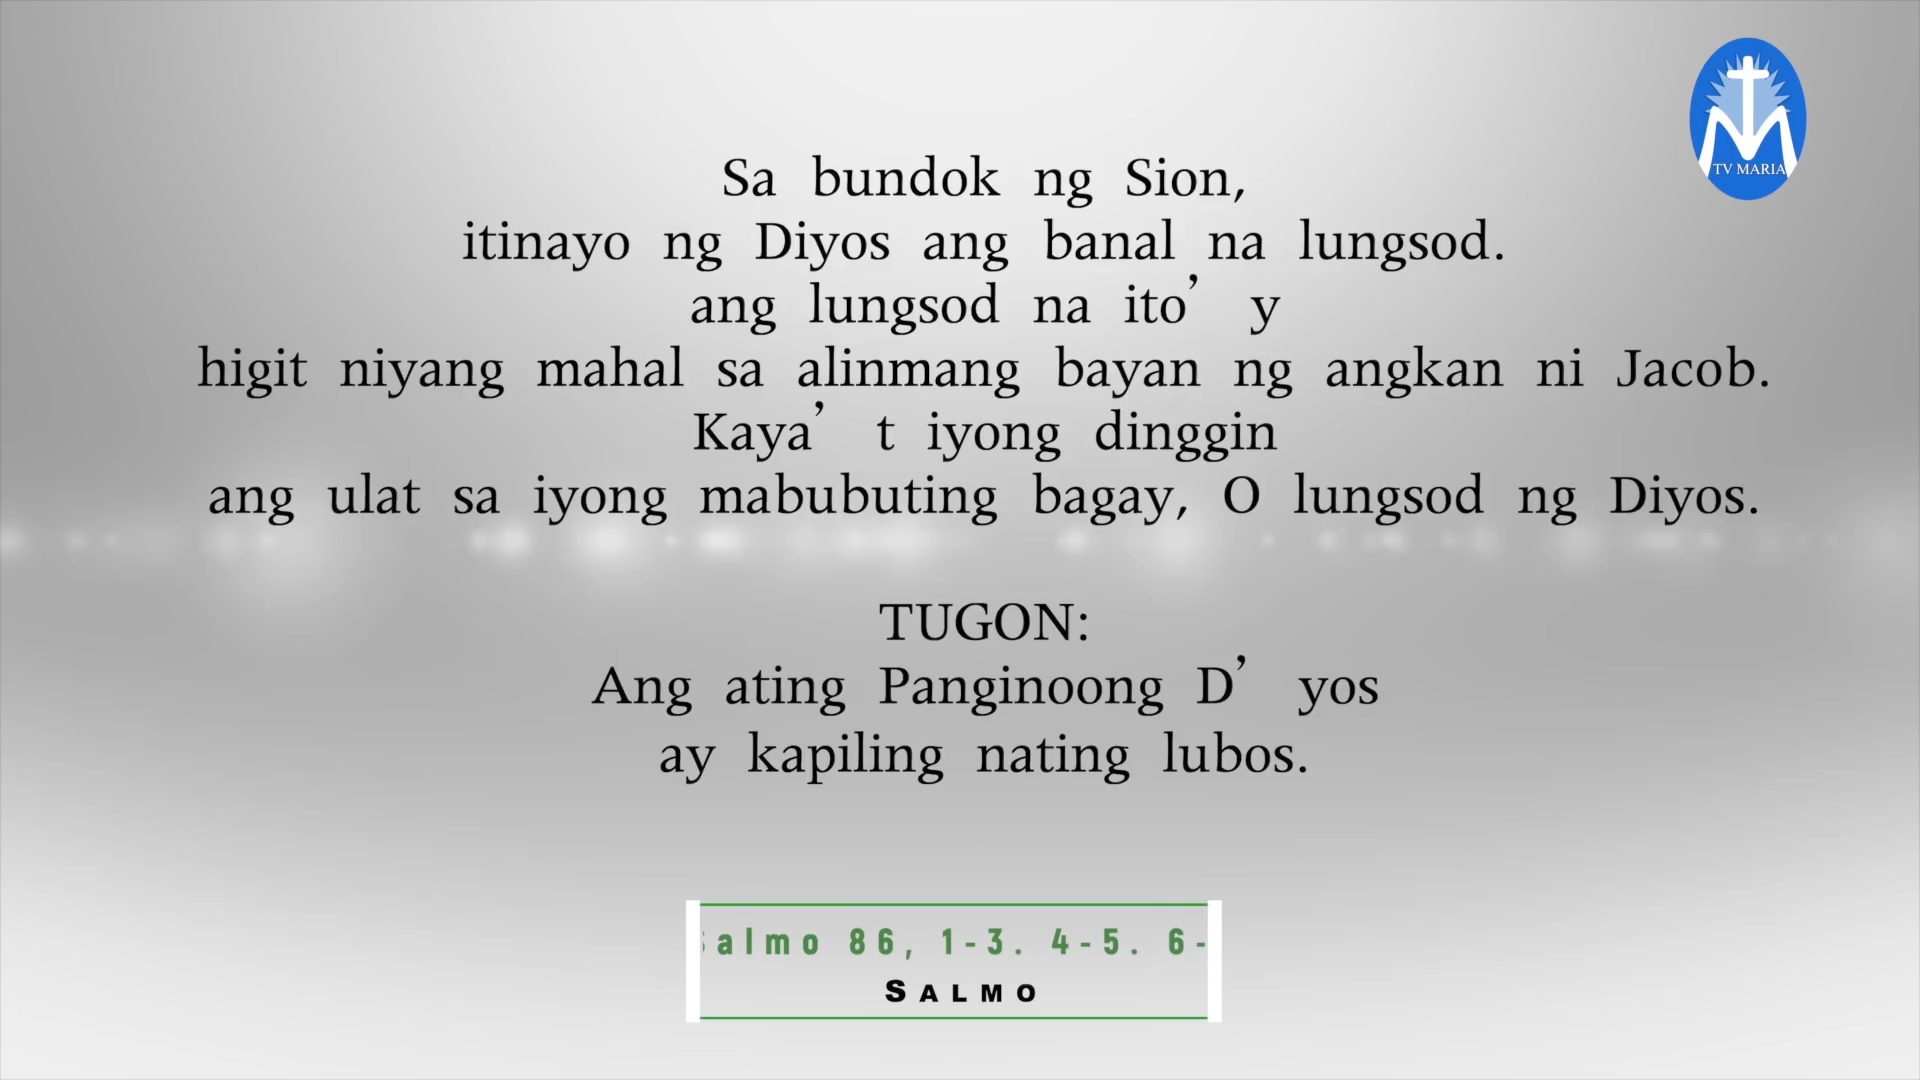 TV MARIA
Sa bundok ng Sion,
itinayo ng Diyos ang banal na lungsod.
ang lungsod na ito’ y
higit niyang mahal sa alinmang bayan ng angkan ni Jacob.
Kaya’ t iyong dinggin
ang ulat sa iyong mabubuting bagay, O lungsod ng Diyos.
TUGON:
Ang ating Panginoong D’ yos
ay kapiling nating lubos.
Salmo 86, 1-3. 4-5. 6-
SALMO